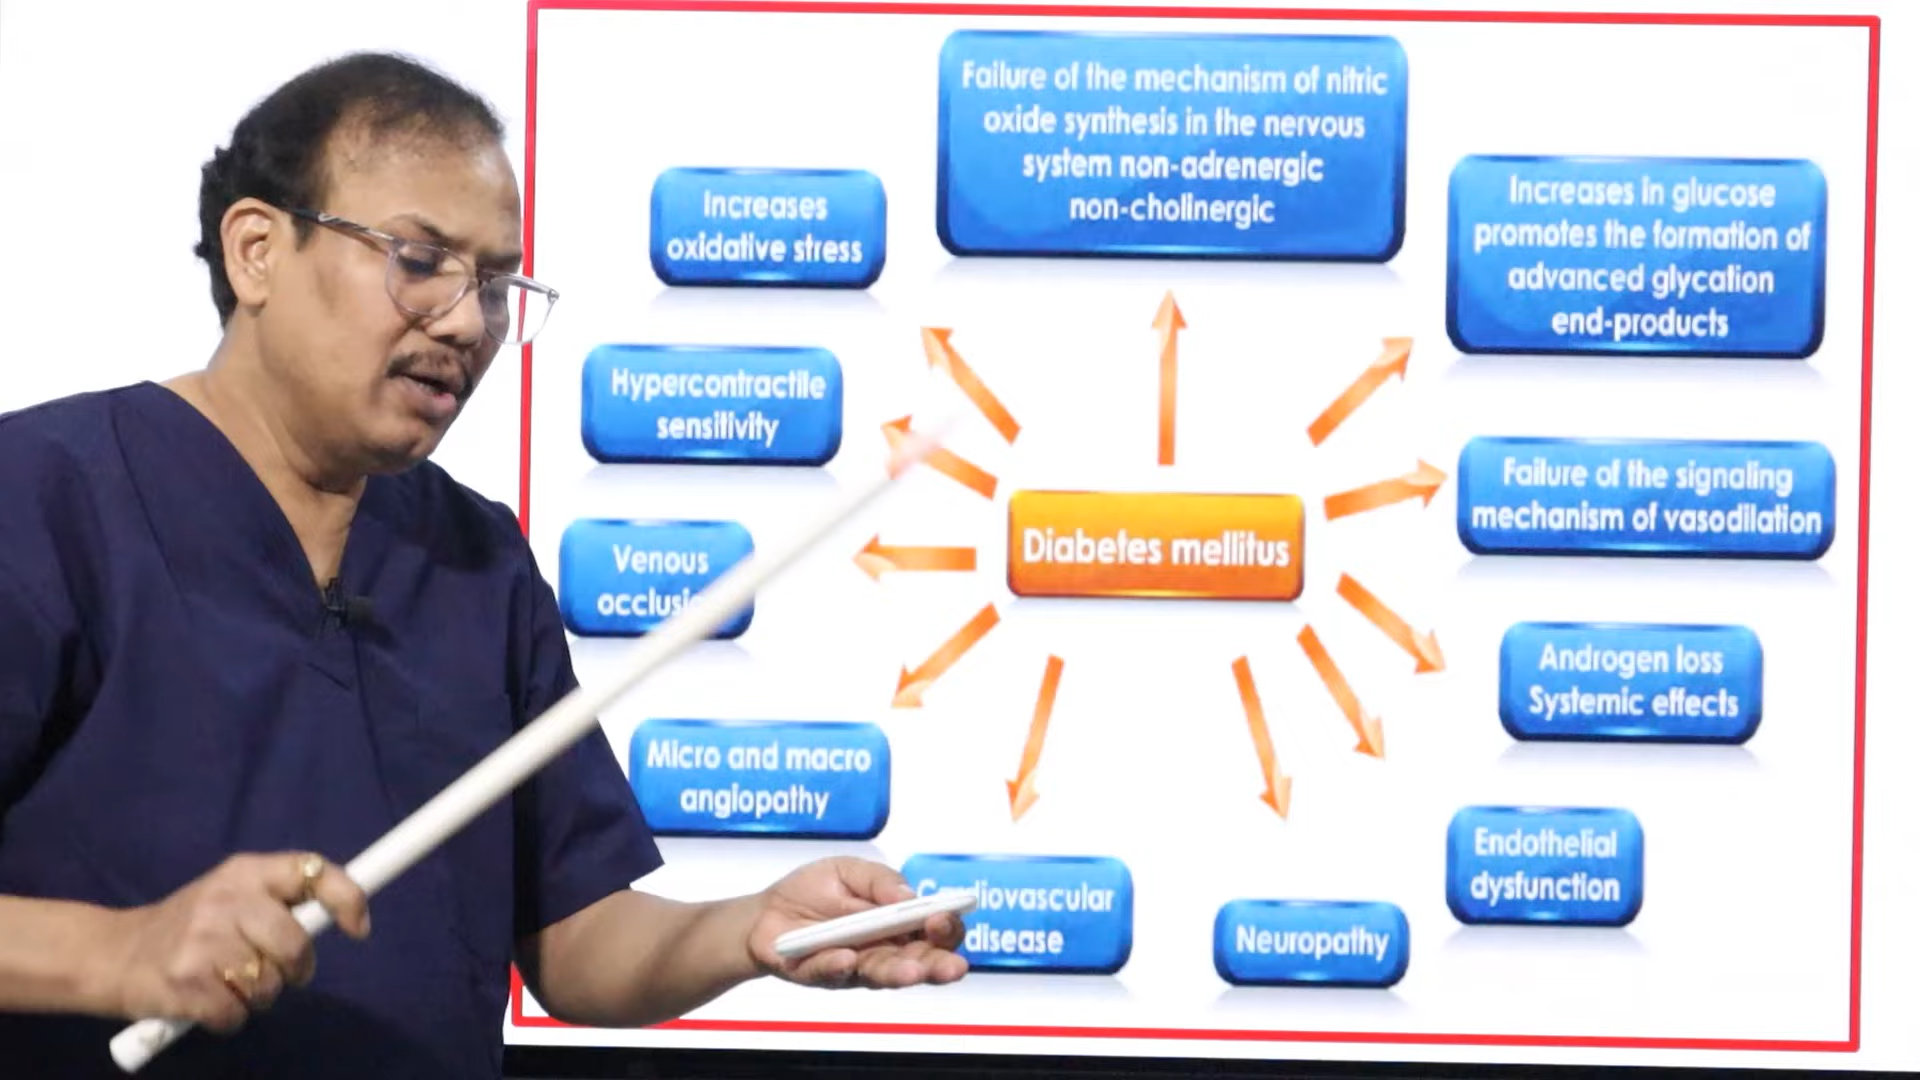 Failure of the mechanism of nitric
oxide synthesis in the nervous
system non-adrenergic
non-cholinergic
Increases
oxidative stress
Increases in glucose
promotes the formation of
advanced glycation
end-products
Hypercontractile
sensitivity
Failure of the signaling
mechanism of vasodilation
Diabetes mellitus
Venous
Androgen loss
Systemic effects
Micro and macro
angiopathy
Endothelial
dysfunction
Cardiovascular
disease
Neuropathy